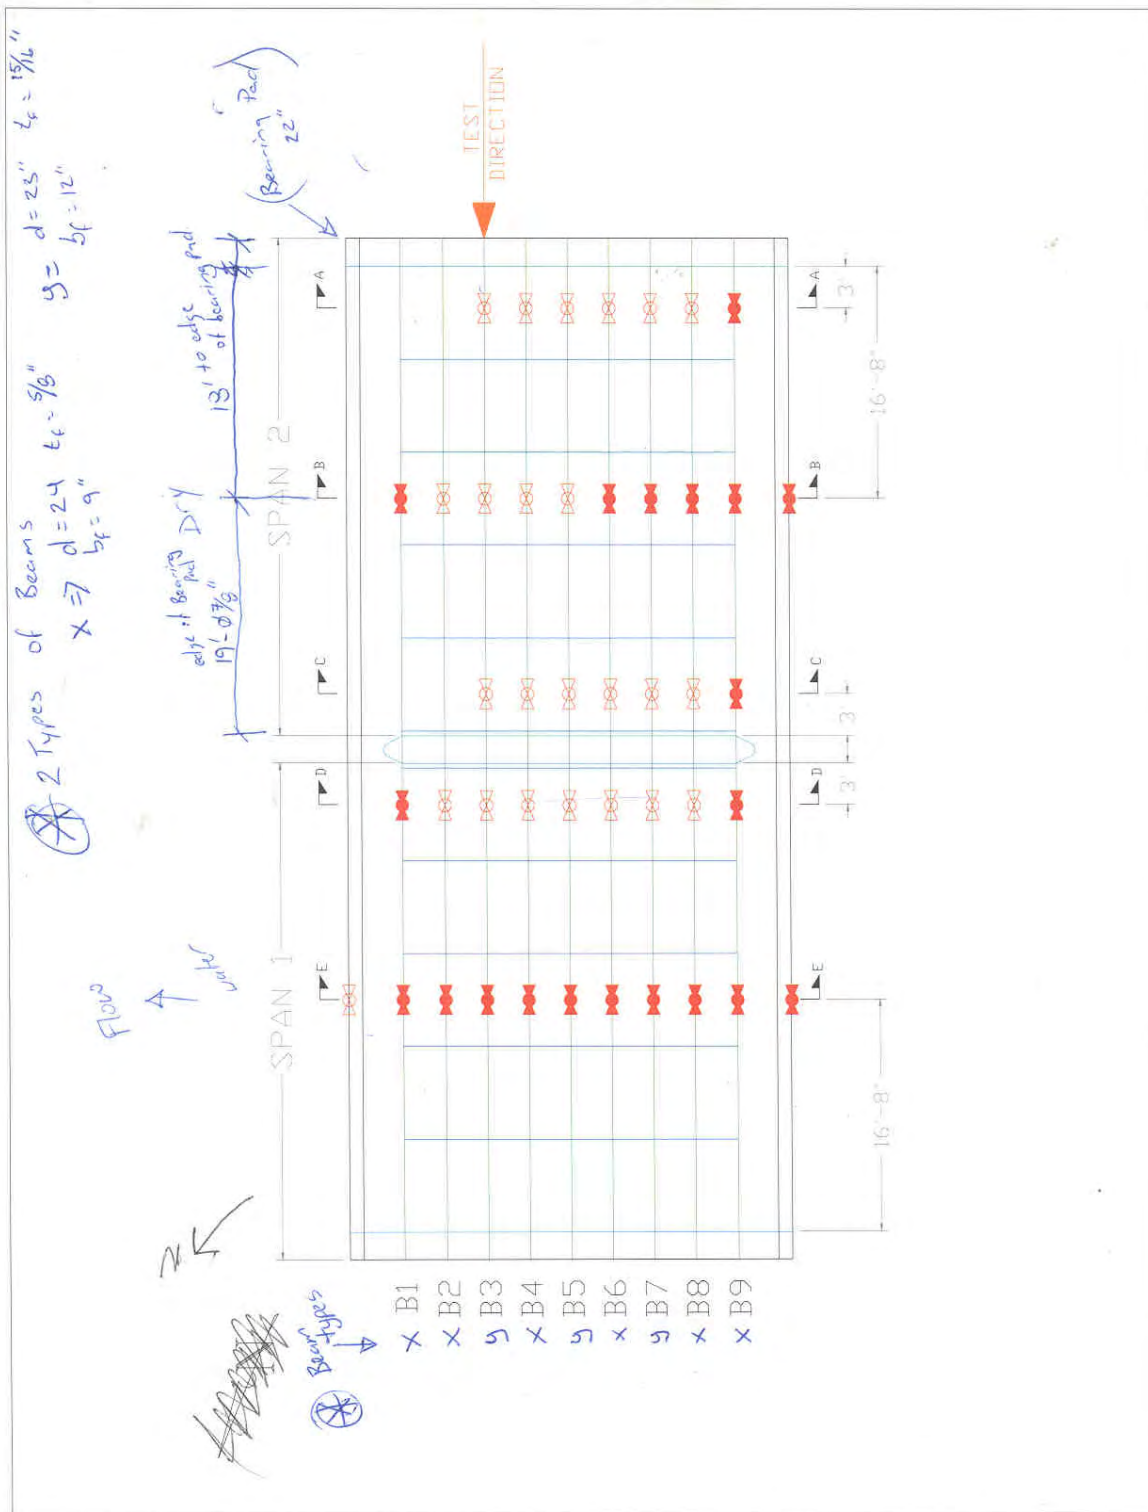 2 Types of Beams
x => d = 24 tf = 5/8"
bf = 9"
y = d = 23" tf = 15/16"
bf = 12"
Flow
water
edge of Bearing
Pad
19'-0 7/8"
Dry
13' to edge
of bearing pad
(Bearing Pad)
22"
SPAN 1
SPAN 2
TEST
DIRECTION
E
D
C
B
A
E
D
C
B
A
16'-8"
3'
3'
16'-8"
3'
N
Beam
types
x B1
x B2
y B3
x B4
y B5
x B6
y B7
x B8
x B9